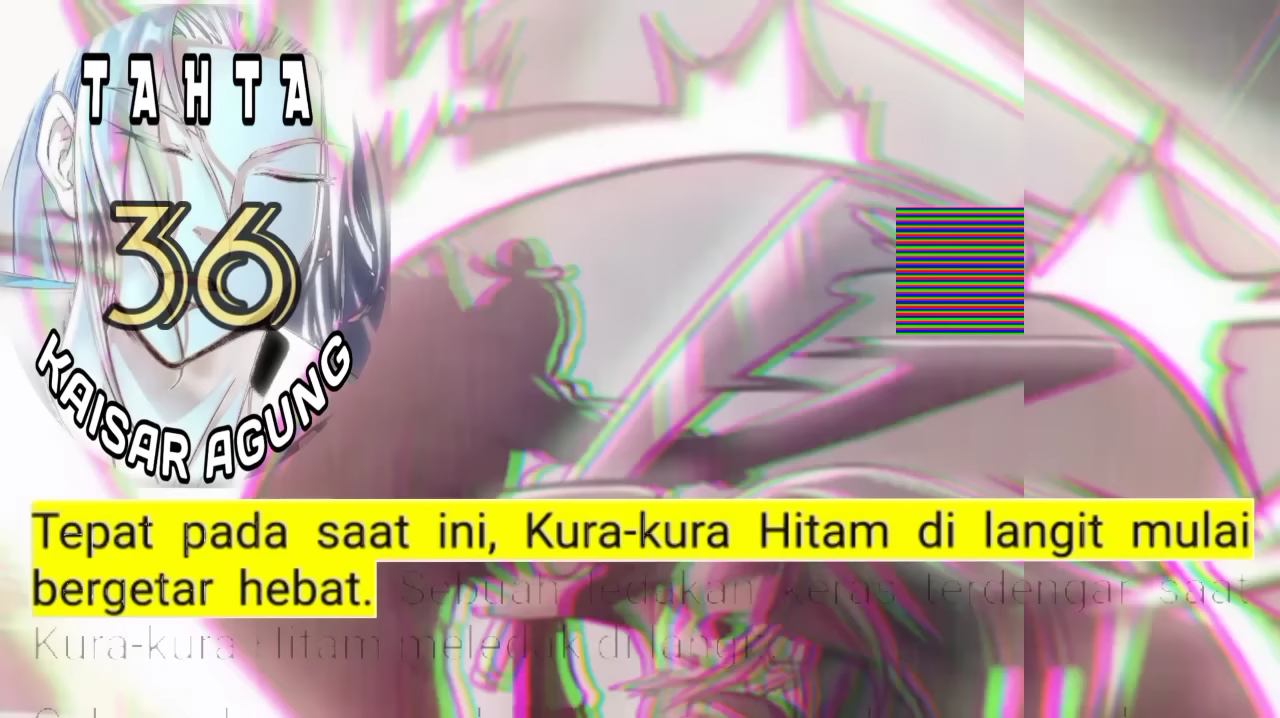 TAHTA
36
KAISAR AGUNG
Tepat pada saat ini, Kura-kura Hitam di langit mulai
bergetar hebat. Sebuah ledakan keras terdengar saat
Kura-kura Hitam meledak di langit.